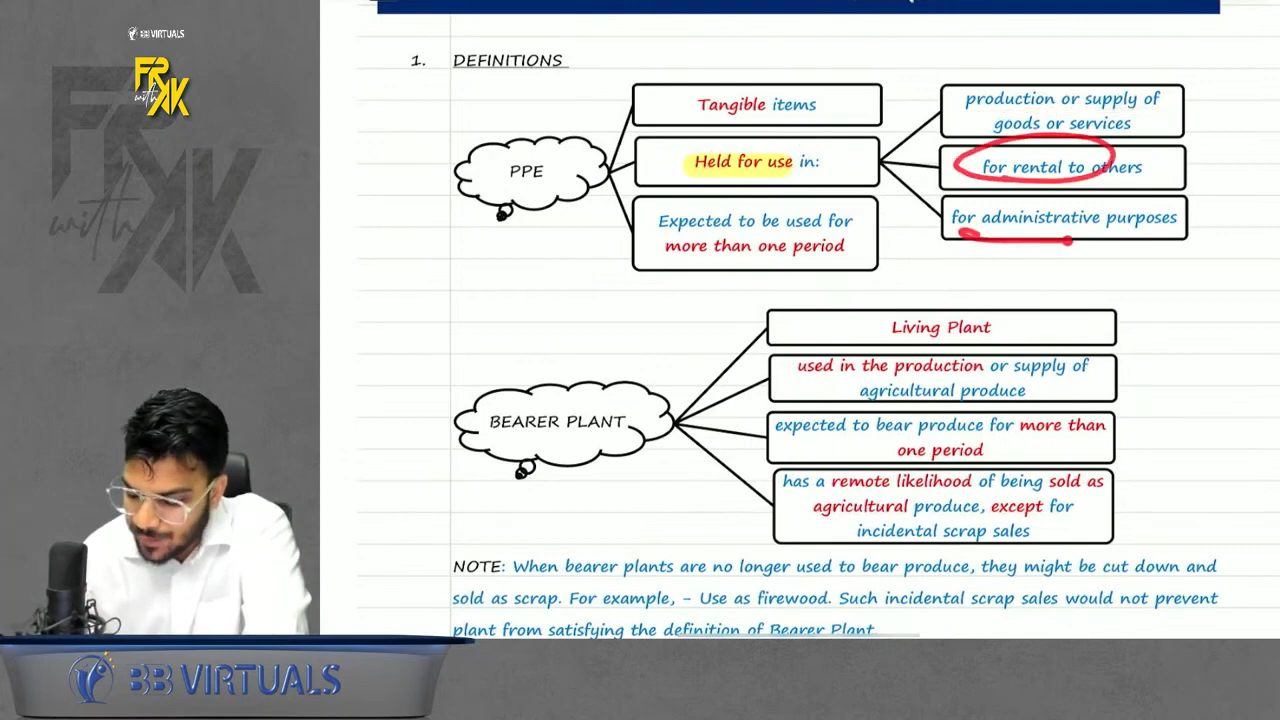 BB VIRTUALS
FR
with
AK
FR
with
AK
1. DEFINITIONS
PPE
Tangible items
Held for use in:
Expected to be used for
more than one period
production or supply of
goods or services
for rental to others
for administrative purposes
BEARER PLANT
Living Plant
used in the production or supply of
agricultural produce
expected to bear produce for more than
one period
has a remote likelihood of being sold as
agricultural produce, except for
incidental scrap sales
NOTE: When bearer plants are no longer used to bear produce, they might be cut down and
sold as scrap. For example, - Use as firewood. Such incidental scrap sales would not prevent
plant from satisfying the definition of Bearer Plant
BB VIRTUALS